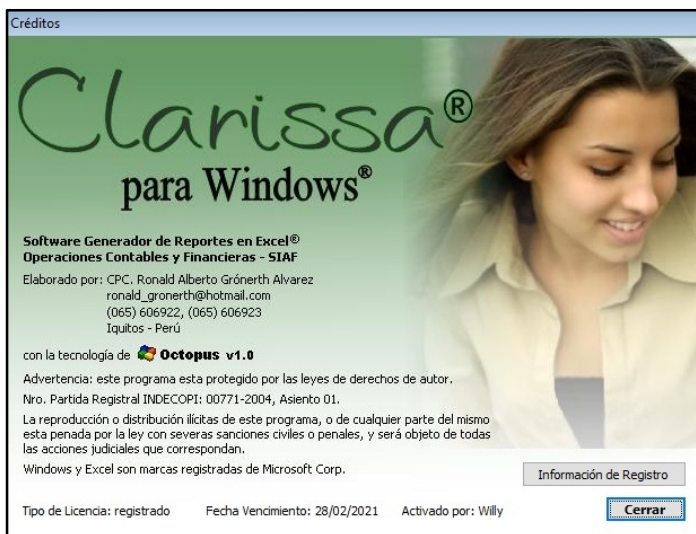 Créditos
Clarissa®
para Windows®
Software Generador de Reportes en Excel®
Operaciones Contables y Financieras - SIAF
Elaborado por: CPC. Ronald Alberto Grónerth Alvarez
ronald_gronerth@hotmail.com
(065) 606922, (065) 606923
Iquitos - Perú
con la tecnología de Octopus v1.0
Advertencia: este programa esta protegido por las leyes de derechos de autor.
Nro. Partida Registral INDECOPI: 00771-2004, Asiento 01.
La reproducción o distribución ilícitas de este programa, o de cualquier parte del mismo
esta penada por la ley con severas sanciones civiles o penales, y será objeto de todas
las acciones judiciales que correspondan.
Windows y Excel son marcas registradas de Microsoft Corp.
Información de Registro
Tipo de Licencia: registrado Fecha Vencimiento: 28/02/2021 Activado por: Willy Cerrar